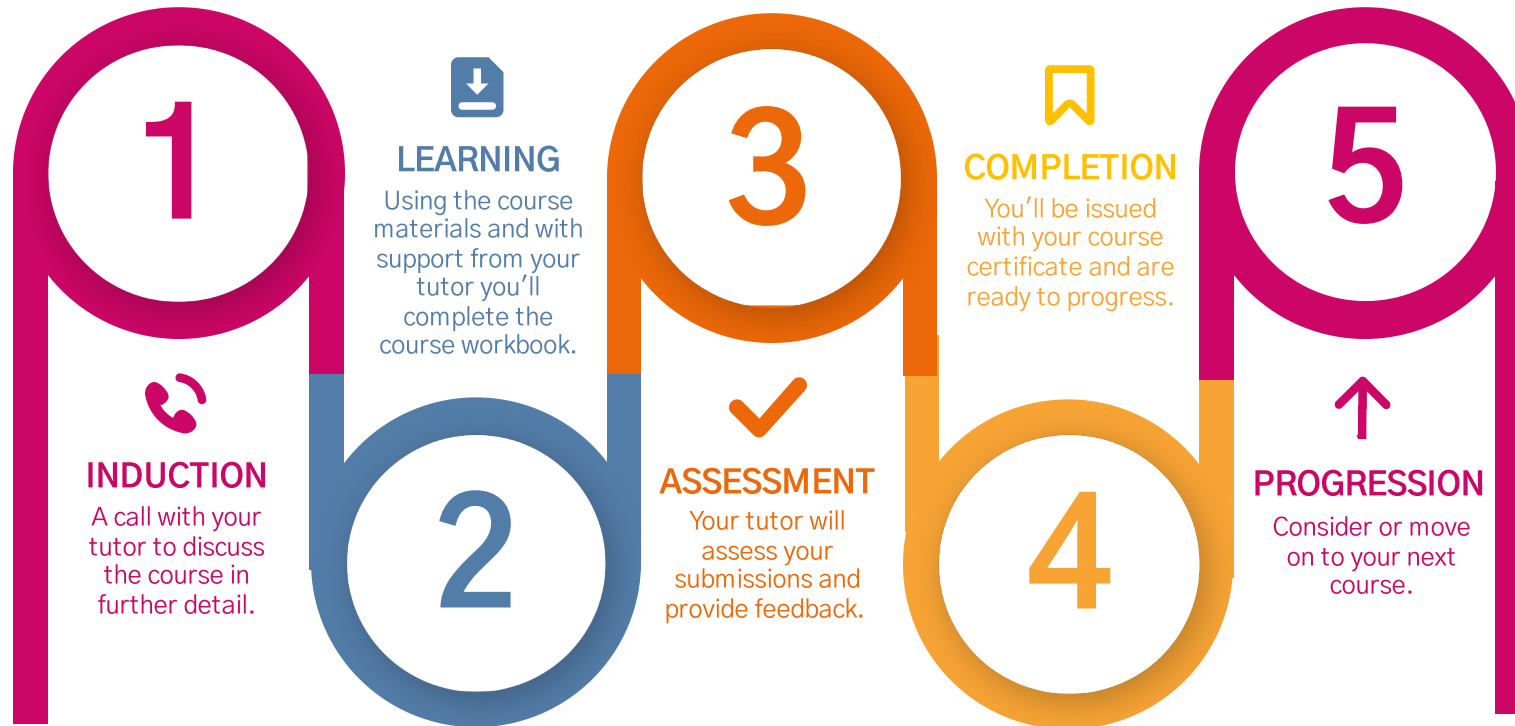 1
INDUCTION
A call with your
tutor to discuss
the course in
further detail.
LEARNING
Using the course
materials and with
support from your
tutor you'll
complete the
course workbook.
2
3
ASSESSMENT
Your tutor will
assess your
submissions and
provide feedback.
COMPLETION
You'll be issued
with your course
certificate and are
ready to progress.
4
5
PROGRESSION
Consider or move
on to your next
course.